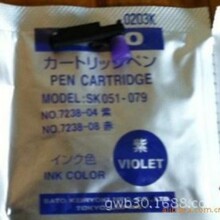 0203K
カートリッジペン
PEN CARTRIDGE
MODEL:SK051-079
NO.7238-04 紫
NO.7238-08 赤
インク色
INK COLOR
紫
VIOLET
gwb30.1688.com